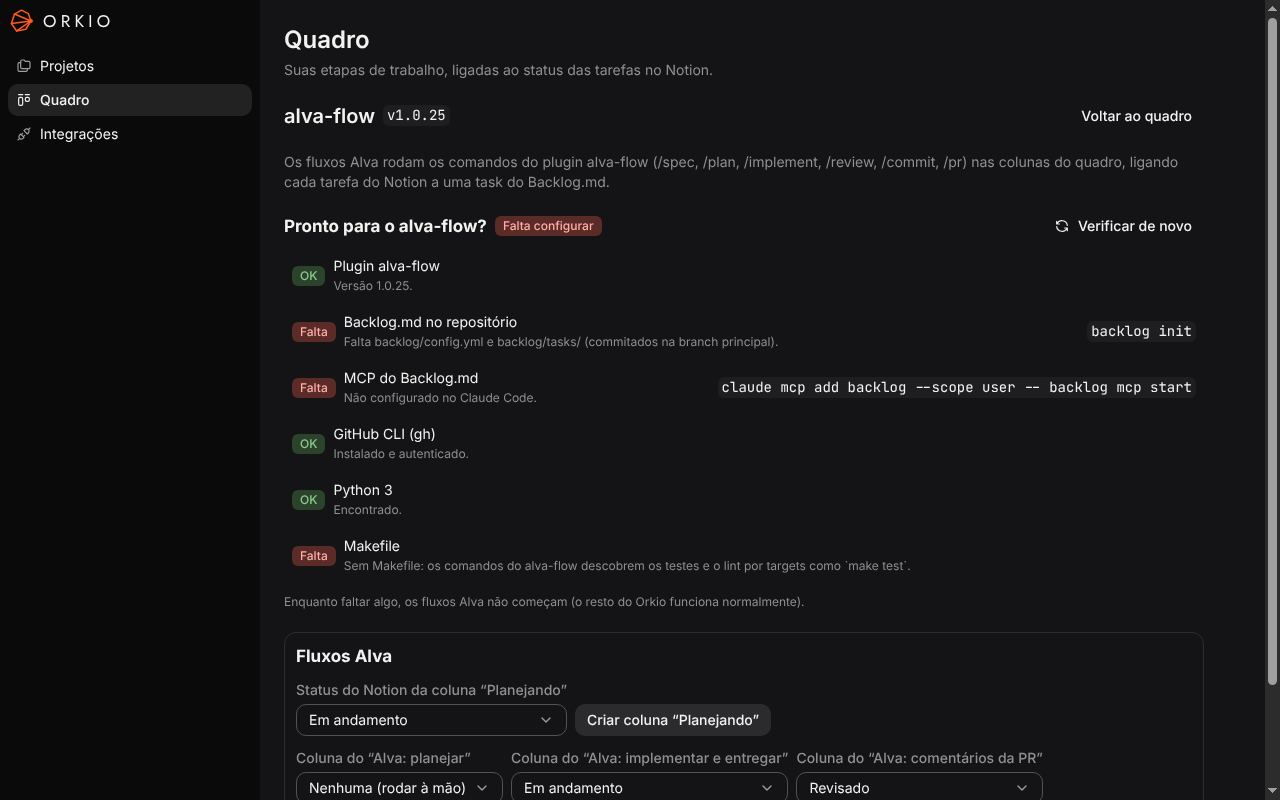 ORKIO
Projetos
Quadro
Integrações
Quadro
Suas etapas de trabalho, ligadas ao status das tarefas no Notion.
alva-flow v1.0.25
Voltar ao quadro
Os fluxos Alva rodam os comandos do plugin alva-flow (/spec, /plan, /implement, /review, /commit, /pr) nas colunas do quadro, ligando
cada tarefa do Notion a uma task do Backlog.md.
Pronto para o alva-flow? Falta configurar
Verificar de novo
OK
Plugin alva-flow
Versão 1.0.25.
Falta
Backlog.md no repositório
Falta backlog/config.yml e backlog/tasks/ (commitados na branch principal).
backlog init
Falta
MCP do Backlog.md
Não configurado no Claude Code.
claude mcp add backlog --scope user -- backlog mcp start
OK
GitHub CLI (gh)
Instalado e autenticado.
OK
Python 3
Encontrado.
Falta
Makefile
Sem Makefile: os comandos do alva-flow descobrem os testes e o lint por targets como `make test`.
Enquanto faltar algo, os fluxos Alva não começam (o resto do Orkio funciona normalmente).
Fluxos Alva
Status do Notion da coluna “Planejando”
Em andamento
Criar coluna “Planejando”
Coluna do “Alva: planejar”
Coluna do “Alva: implementar e entregar”
Coluna do “Alva: comentários da PR”
Nenhuma (rodar à mão)
Em andamento
Revisado